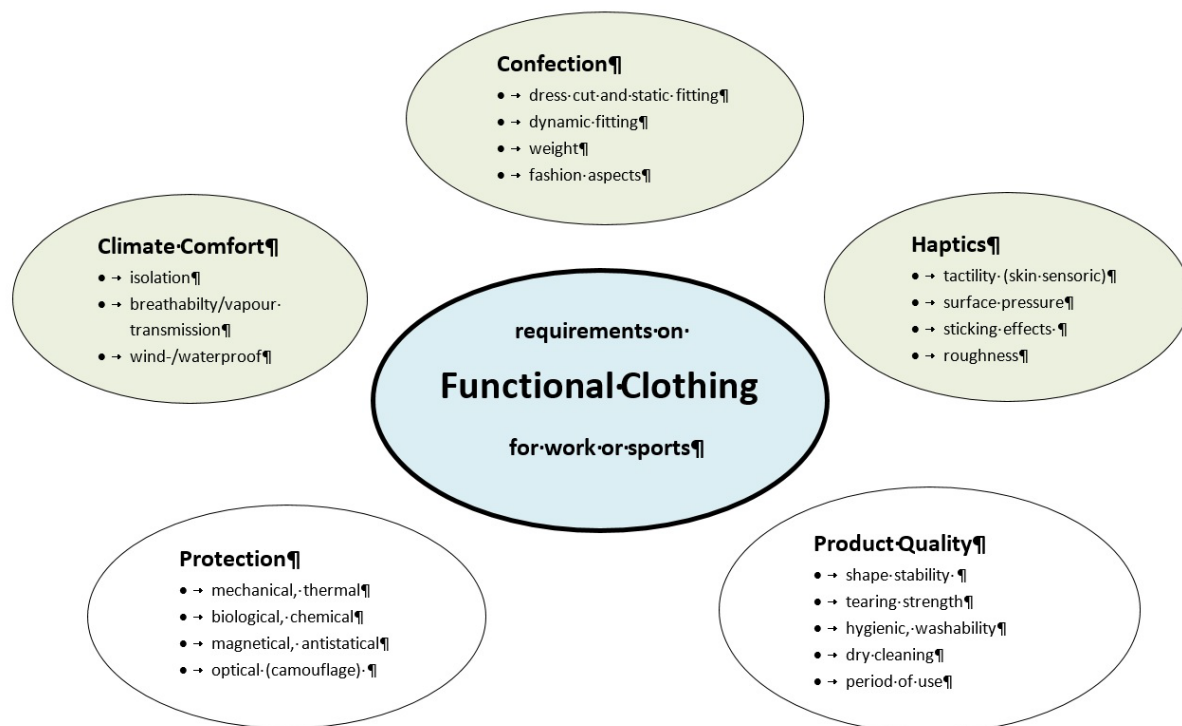 Confection¶
• → dress·cut·and·static·fitting¶
• → dynamic·fitting¶
• → weight¶
• → fashion·aspects¶
Climate·Comfort¶
• → isolation¶
• → breathabilty/vapour·
transmission¶
• → wind-/waterproof¶
Haptics¶
• → tactility·(skin·sensoric)¶
• → surface·pressure¶
• → sticking·effects·¶
• → roughness¶
requirements·on·
Functional·Clothing
for·work·or·sports¶
Protection¶
• → mechanical,·thermal¶
• → biological,·chemical¶
• → magnetical,·antistatical¶
• → optical·(camouflage)·¶
Product·Quality¶
• → shape·stability·¶
• → tearing·strength¶
• → hygienic,·washability¶
• → dry·cleaning¶
• → period·of·use¶